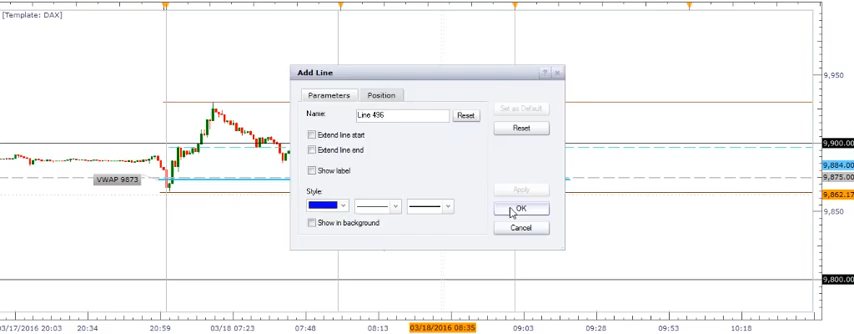 [Template: DAX]
Add Line
Parameters
Position
Name:
Line 496
Reset
Set as Default
Reset
Extend line start
Extend line end
Show label
Style:
Apply
OK
Cancel
Show in background
VWAP 9873
9,950
9,900.00
9,884.00
9,875.00
9,862.17
9,850
9,800.00
03/17/2016 20:03
20:34
20:59
03/18 07:23
07:48
08:13
03/18/2016 08:35
09:03
09:28
09:53
10:18